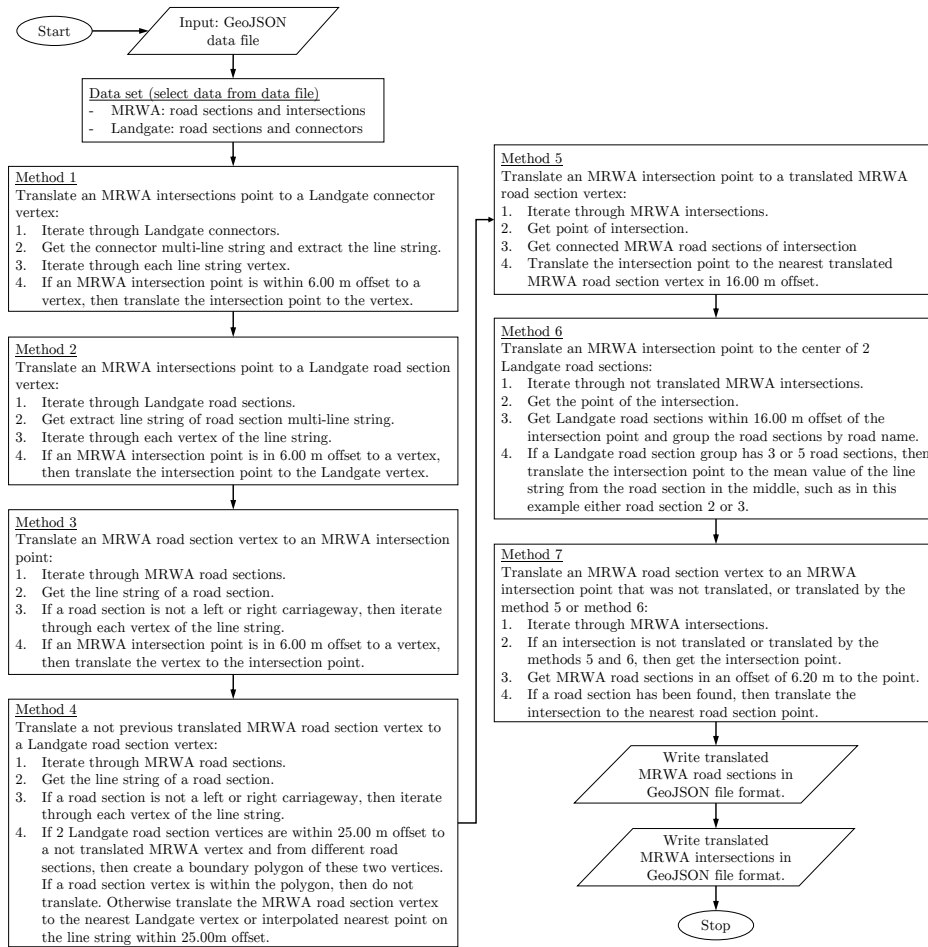 Start
Input: GeoJSON
data file
Data set (select data from data file)
- MRWA: road sections and intersections
- Landgate: road sections and connectors
Method 1
Translate an MRWA intersections point to a Landgate connector
vertex:
1. Iterate through Landgate connectors.
2. Get the connector multi-line string and extract the line string.
3. Iterate through each line string vertex.
4. If an MRWA intersection point is within 6.00 m offset to a
vertex, then translate the intersection point to the vertex.
Method 2
Translate an MRWA intersections point to a Landgate road section
vertex:
1. Iterate through Landgate road sections.
2. Get extract line string of road section multi-line string.
3. Iterate through each vertex of the line string.
4. If an MRWA intersection point is in 6.00 m offset to a vertex,
then translate the intersection point to the Landgate vertex.
Method 3
Translate an MRWA road section vertex to an MRWA intersection
point:
1. Iterate through MRWA road sections.
2. Get the line string of a road section.
3. If a road section is not a left or right carriageway, then iterate
through each vertex of the line string.
4. If an MRWA intersection point is in 6.00 m offset to a vertex,
then translate the vertex to the intersection point.
Method 4
Translate a not previous translated MRWA road section vertex to
a Landgate road section vertex:
1. Iterate through MRWA road sections.
2. Get the line string of a road section.
3. If a road section is not a left or right carriageway, then iterate
through each vertex of the line string.
4. If 2 Landgate road section vertices are within 25.00 m offset to
a not translated MRWA vertex and from different road
sections, then create a boundary polygon of these two vertices.
If a road section vertex is within the polygon, then do not
translate. Otherwise translate the MRWA road section vertex
to the nearest Landgate vertex or interpolated nearest point on
the line string within 25.00m offset.
Method 5
Translate an MRWA intersection point to a translated MRWA
road section vertex:
1. Iterate through MRWA intersections.
2. Get point of intersection.
3. Get connected MRWA road sections of intersection
4. Translate the intersection point to the nearest translated
MRWA road section vertex in 16.00 m offset.
Method 6
Translate an MRWA intersection point to the center of 2
Landgate road sections:
1. Iterate through not translated MRWA intersections.
2. Get the point of the intersection.
3. Get Landgate road sections within 16.00 m offset of the
intersection point and group the road sections by road name.
4. If a Landgate road section group has 3 or 5 road sections, then
translate the intersection point to the mean value of the line
string from the road section in the middle, such as in this
example either road section 2 or 3.
Method 7
Translate an MRWA road section vertex to an MRWA
intersection point that was not translated, or translated by the
method 5 or method 6:
1. Iterate through MRWA intersections.
2. If an intersection is not translated or translated by the
methods 5 and 6, then get the intersection point.
3. Get MRWA road sections in an offset of 6.20 m to the point.
4. If a road section has been found, then translate the
intersection to the nearest road section point.
Write translated
MRWA road sections in
GeoJSON file format.
Write translated
MRWA intersections in
GeoJSON file format.
Stop